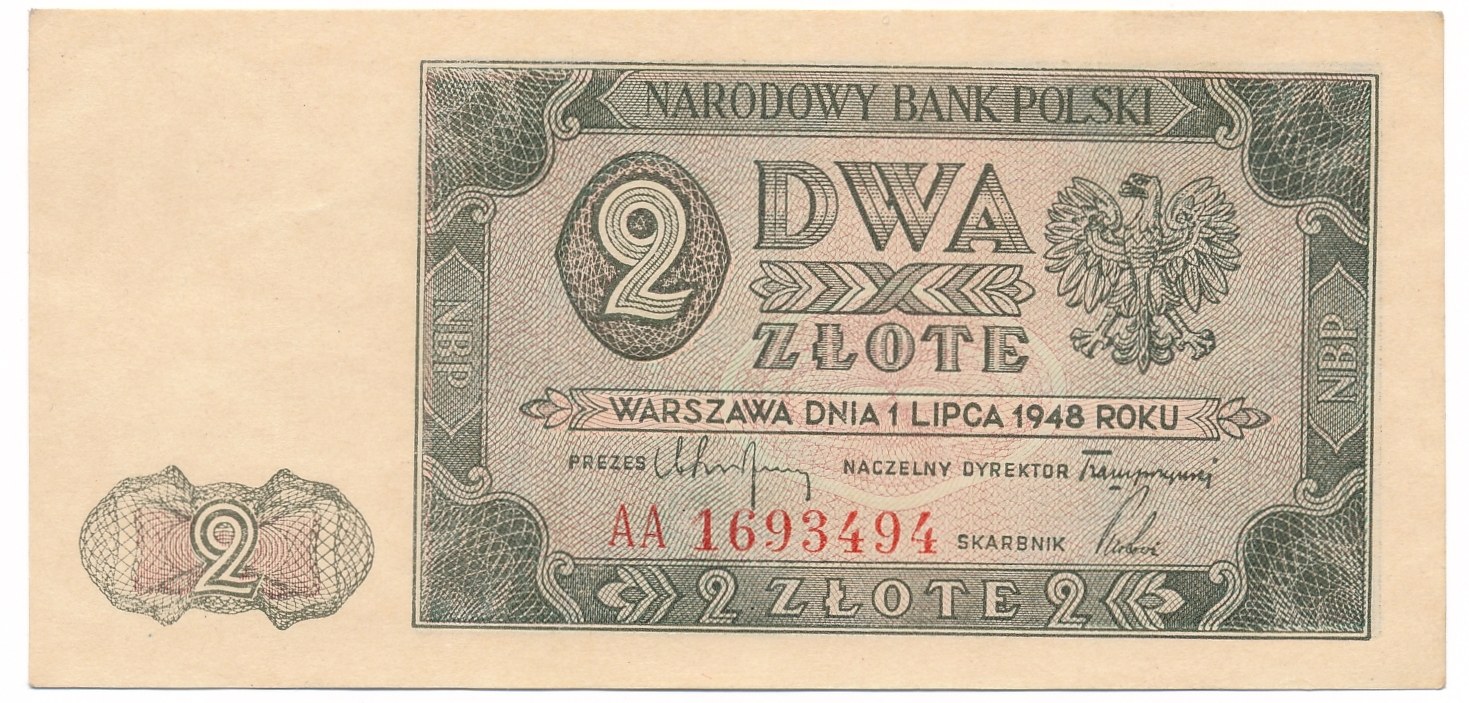 NARODOWY BANK POLSKI
2
DWA
ZŁOTE
NBP
NBP
WARSZAWA DNIA 1 LIPCA 1948 ROKU
PREZES NACZELNY DYREKTOR
AA 1693494 SKARBNIK
2
2 ZŁOTE 2